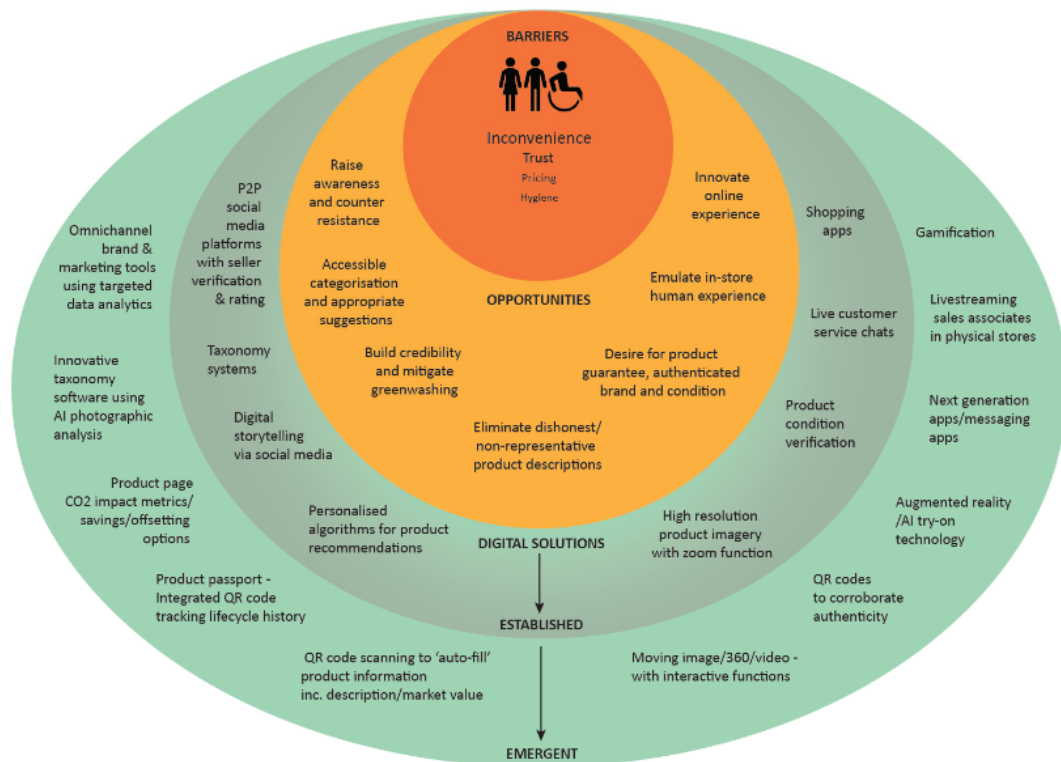 BARRIERS
Inconvenience
Trust
Pricing
Hygiene
Raise
awareness
and counter
resistance
Innovate
online
experience
Accessible
categorisation
and appropriate
suggestions
OPPORTUNITIES
Emulate in-store
human experience
Build credibility
and mitigate
greenwashing
Desire for product
guarantee, authenticated
brand and condition
Eliminate dishonest/
non-representative
product descriptions
P2P
social
media
platforms
with seller
verification
& rating
Shopping
apps
Live customer
service chats
Taxonomy
systems
Digital
storytelling
via social media
Product
condition
verification
Personalised
algorithms for product
recommendations
High resolution
product imagery
with zoom function
DIGITAL SOLUTIONS
ESTABLISHED
Omnichannel
brand &
marketing tools
using targeted
data analytics
Gamification
Livestreaming
sales associates
in physical stores
Innovative
taxonomy
software using
AI photographic
analysis
Next generation
apps/messaging
apps
Product page
CO2 impact metrics/
savings/offsetting
options
Augmented reality
/AI try-on
technology
Product passport -
Integrated QR code
tracking lifecycle history
QR codes
to corroborate
authenticity
QR code scanning to ‘auto-fill’
product information
inc. description/market value
Moving image/360/video -
with interactive functions
EMERGENT